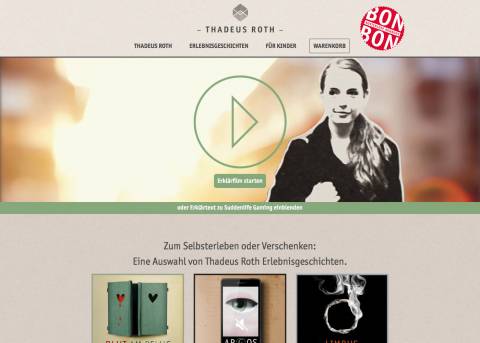 – THADEUS ROTH –
THADEUS ROTH ERLEBNISGESCHICHTEN FÜR KINDER WARENKORB
BON
BON
Erklärfilm starten
oder Erklärtext zu Suddenlife Gaming einblenden
Zum Selbsterleben oder Verschenken:
Eine Auswahl von Thadeus Roth Erlebnisgeschichten.